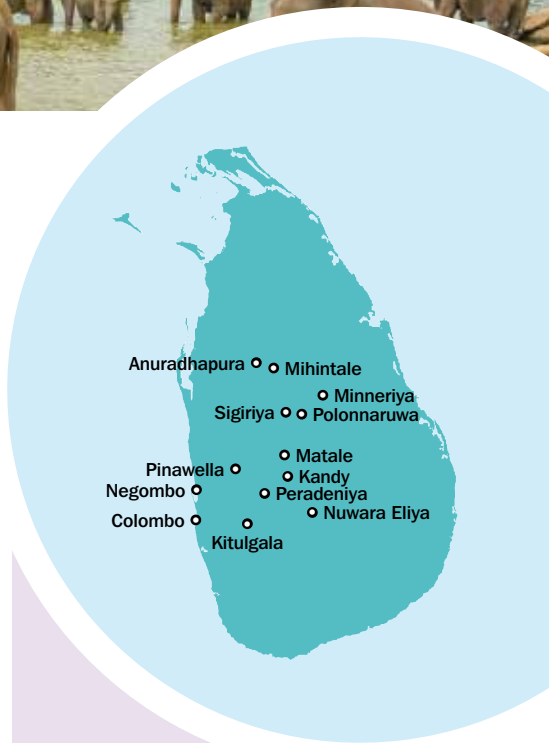 Anuradhapura
Mihintale
Minneriya
Sigiriya
Polonnaruwa
Matale
Pinawella
Kandy
Negombo
Peradeniya
Nuwara Eliya
Colombo
Kitulgala